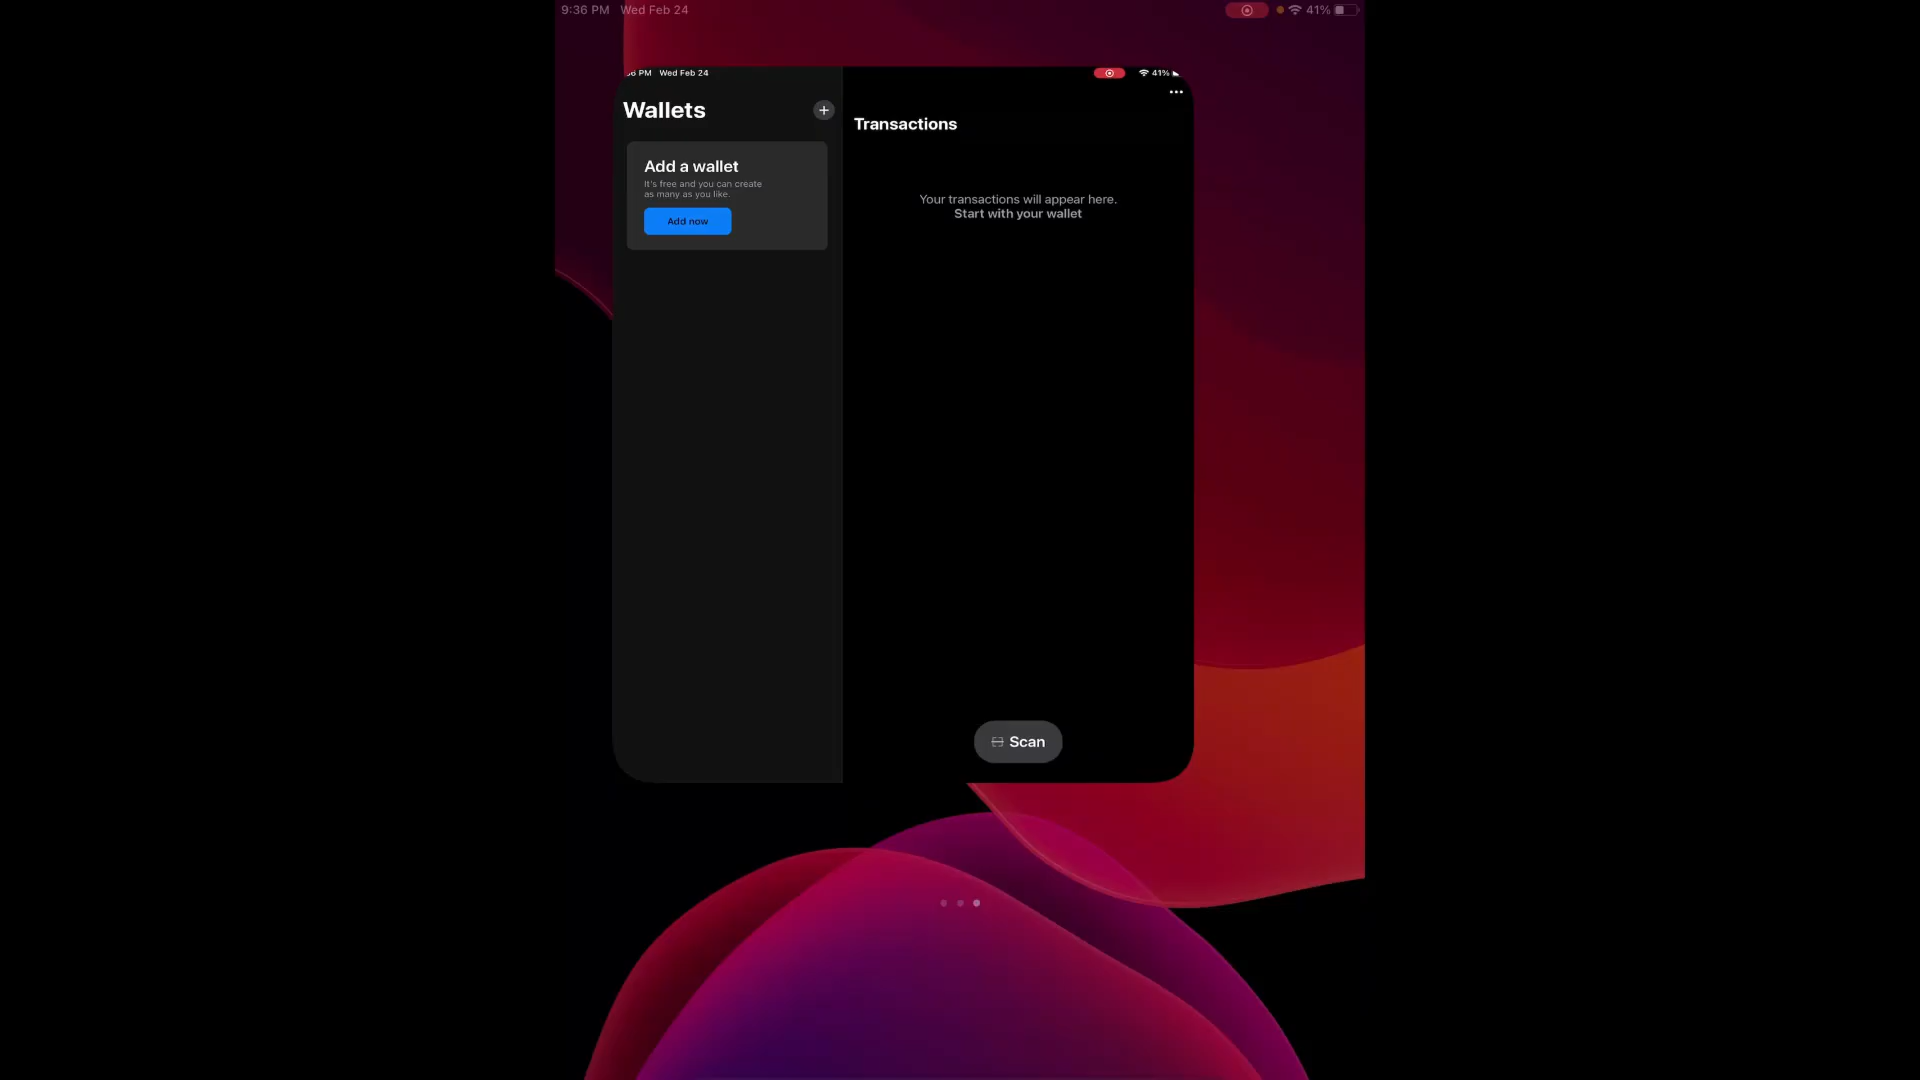 9:36 PM Wed Feb 24
41%
36 PM Wed Feb 24
41%
Wallets
Transactions
Add a wallet
It's free and you can create
as many as you like.
Add now
Your transactions will appear here.
Start with your wallet
Scan